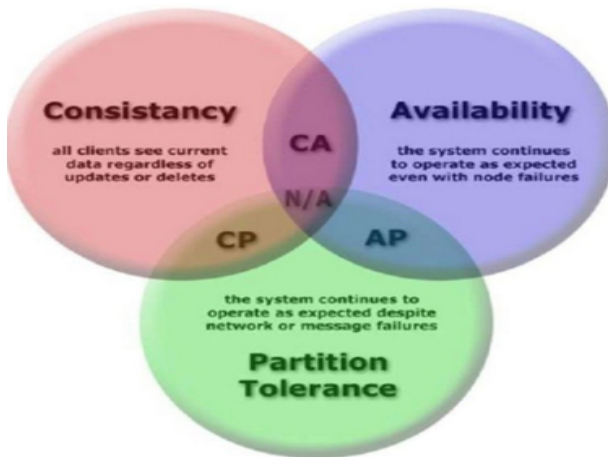 Consistancy
all clients see current
data regardless of
updates or deletes
Availability
the system continues
to operate as expected
even with node failures
CA
N/A
CP
AP
the system continues to
operate as expected despite
network or message failures
Partition
Tolerance